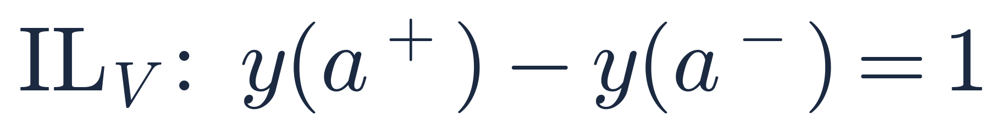 IL_V: y(a⁺) − y(a⁻) = 1